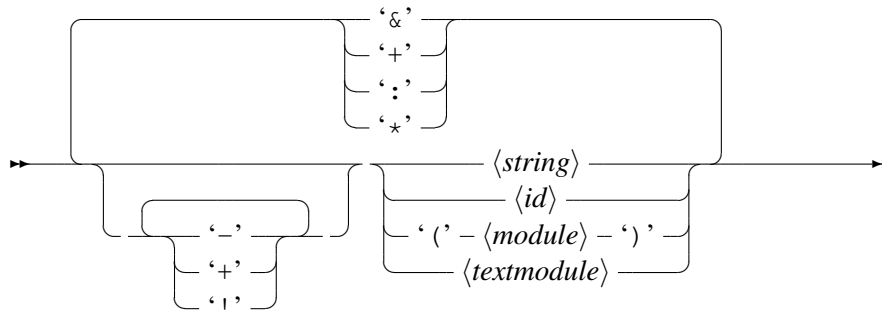 ‘&’
‘+’
‘:’
‘*’
⟨string⟩
⟨id⟩
‘-’
‘(’ ⟨module⟩ ‘)’
‘+’
⟨textmodule⟩
‘!’